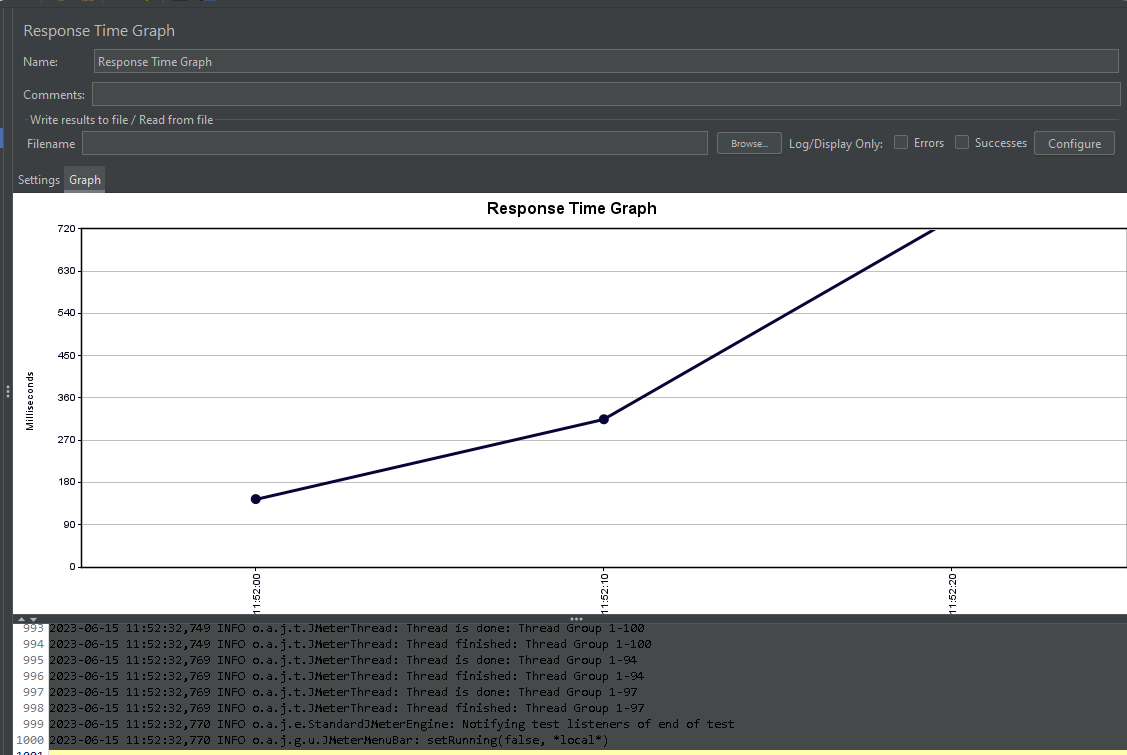 Response Time Graph
Name: Response Time Graph
Comments:
Write results to file / Read from file
Filename Browse... Log/Display Only: Errors Successes Configure
Settings Graph
Response Time Graph
720
630
540
450
360
270
180
90
0
Milliseconds
11:52:00 11:52:10 11:52:20
993 2023-06-15 11:52:32,749 INFO o.a.j.t.JMeterThread: Thread is done: Thread Group 1-100
994 2023-06-15 11:52:32,749 INFO o.a.j.t.JMeterThread: Thread finished: Thread Group 1-100
995 2023-06-15 11:52:32,769 INFO o.a.j.t.JMeterThread: Thread is done: Thread Group 1-94
996 2023-06-15 11:52:32,769 INFO o.a.j.t.JMeterThread: Thread finished: Thread Group 1-94
997 2023-06-15 11:52:32,769 INFO o.a.j.t.JMeterThread: Thread is done: Thread Group 1-97
998 2023-06-15 11:52:32,769 INFO o.a.j.t.JMeterThread: Thread finished: Thread Group 1-97
999 2023-06-15 11:52:32,770 INFO o.a.j.e.StandardJMeterEngine: Notifying test listeners of end of test
1000 2023-06-15 11:52:32,770 INFO o.a.j.g.u.JMeterMenuBar: setRunning(false, *local*)
1001